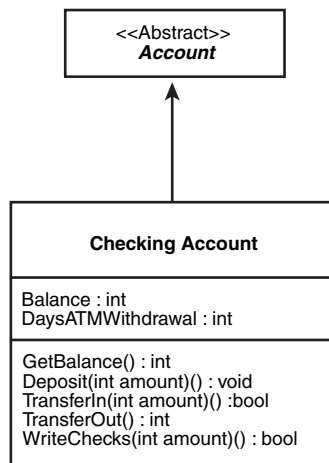 <<Abstract>>
Account
Checking Account
Balance : int
DaysATMWithdrawal : int
GetBalance() : int
Deposit(int amount)() : void
TransferIn(int amount)() :bool
TransferOut() : int
WriteChecks(int amount)() : bool